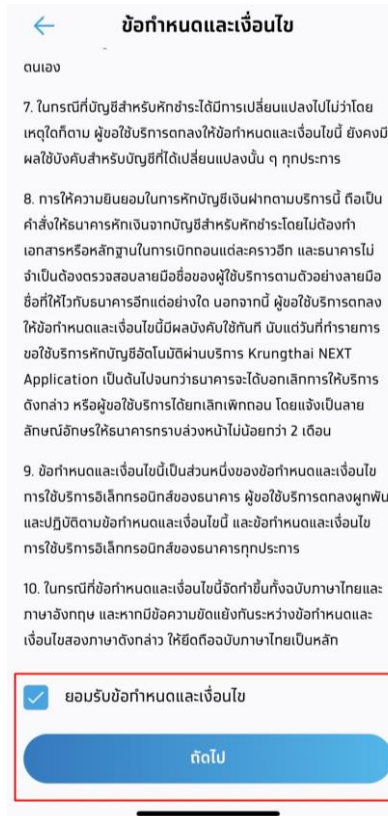 ข้อกำหนดและเงื่อนไข
ตนเอง
7. ในกรณีที่บัญชีสำหรับหักชำระได้มีการเปลี่ยนแปลงไปไม่ว่าโดย
เหตุใดก็ตาม ผู้ขอใช้บริการตกลงให้ข้อกำหนดและเงื่อนไขนี้ ยังคงมี
ผลใช้บังคับสำหรับบัญชีที่ได้เปลี่ยนแปลงนั้น ๆ ทุกประการ
8. การให้ความยินยอมในการหักบัญชีเงินฝากตามบริการนี้ ถือเป็น
คำสั่งให้ธนาคารหักเงินจากบัญชีสำหรับหักชำระโดยไม่ต้องทำ
เอกสารหรือหลักฐานในการเบิกถอนแต่ละคราวอีก และธนาคารไม่
จำเป็นต้องตรวจสอบลายมือชื่อของผู้ใช้บริการตามตัวอย่างลายมือ
ชื่อที่ให้ไว้กับธนาคารอีกแต่อย่างใด นอกจากนี้ ผู้ขอใช้บริการตกลง
ให้ข้อกำหนดและเงื่อนไขนี้มีผลบังคับใช้ทันที นับแต่วันที่ทำรายการ
ขอใช้บริการหักบัญชีอัตโนมัติผ่านบริการ Krungthai NEXT
Application เป็นต้นไปจนกว่าธนาคารจะได้บอกเลิกการให้บริการ
ดังกล่าว หรือผู้ขอใช้บริการได้ยกเลิกเพิกถอน โดยแจ้งเป็นลาย
ลักษณ์อักษรให้ธนาคารทราบล่วงหน้าไม่น้อยกว่า 2 เดือน
9. ข้อกำหนดและเงื่อนไขนี้เป็นส่วนหนึ่งของข้อกำหนดและเงื่อนไข
การใช้บริการอิเล็กทรอนิกส์ของธนาคาร ผู้ขอใช้บริการตกลงผูกพัน
และปฏิบัติตามข้อกำหนดและเงื่อนไขนี้ และข้อกำหนดและเงื่อนไข
การใช้บริการอิเล็กทรอนิกส์ของธนาคารทุกประการ
10. ในกรณีที่ข้อกำหนดและเงื่อนไขนี้จัดทำขึ้นทั้งฉบับภาษาไทยและ
ภาษาอังกฤษ และหากมีข้อความขัดแย้งกันระหว่างข้อกำหนดและ
เงื่อนไขสองภาษาดังกล่าว ให้ยึดถือฉบับภาษาไทยเป็นหลัก
ยอมรับข้อกำหนดและเงื่อนไข
ถัดไป